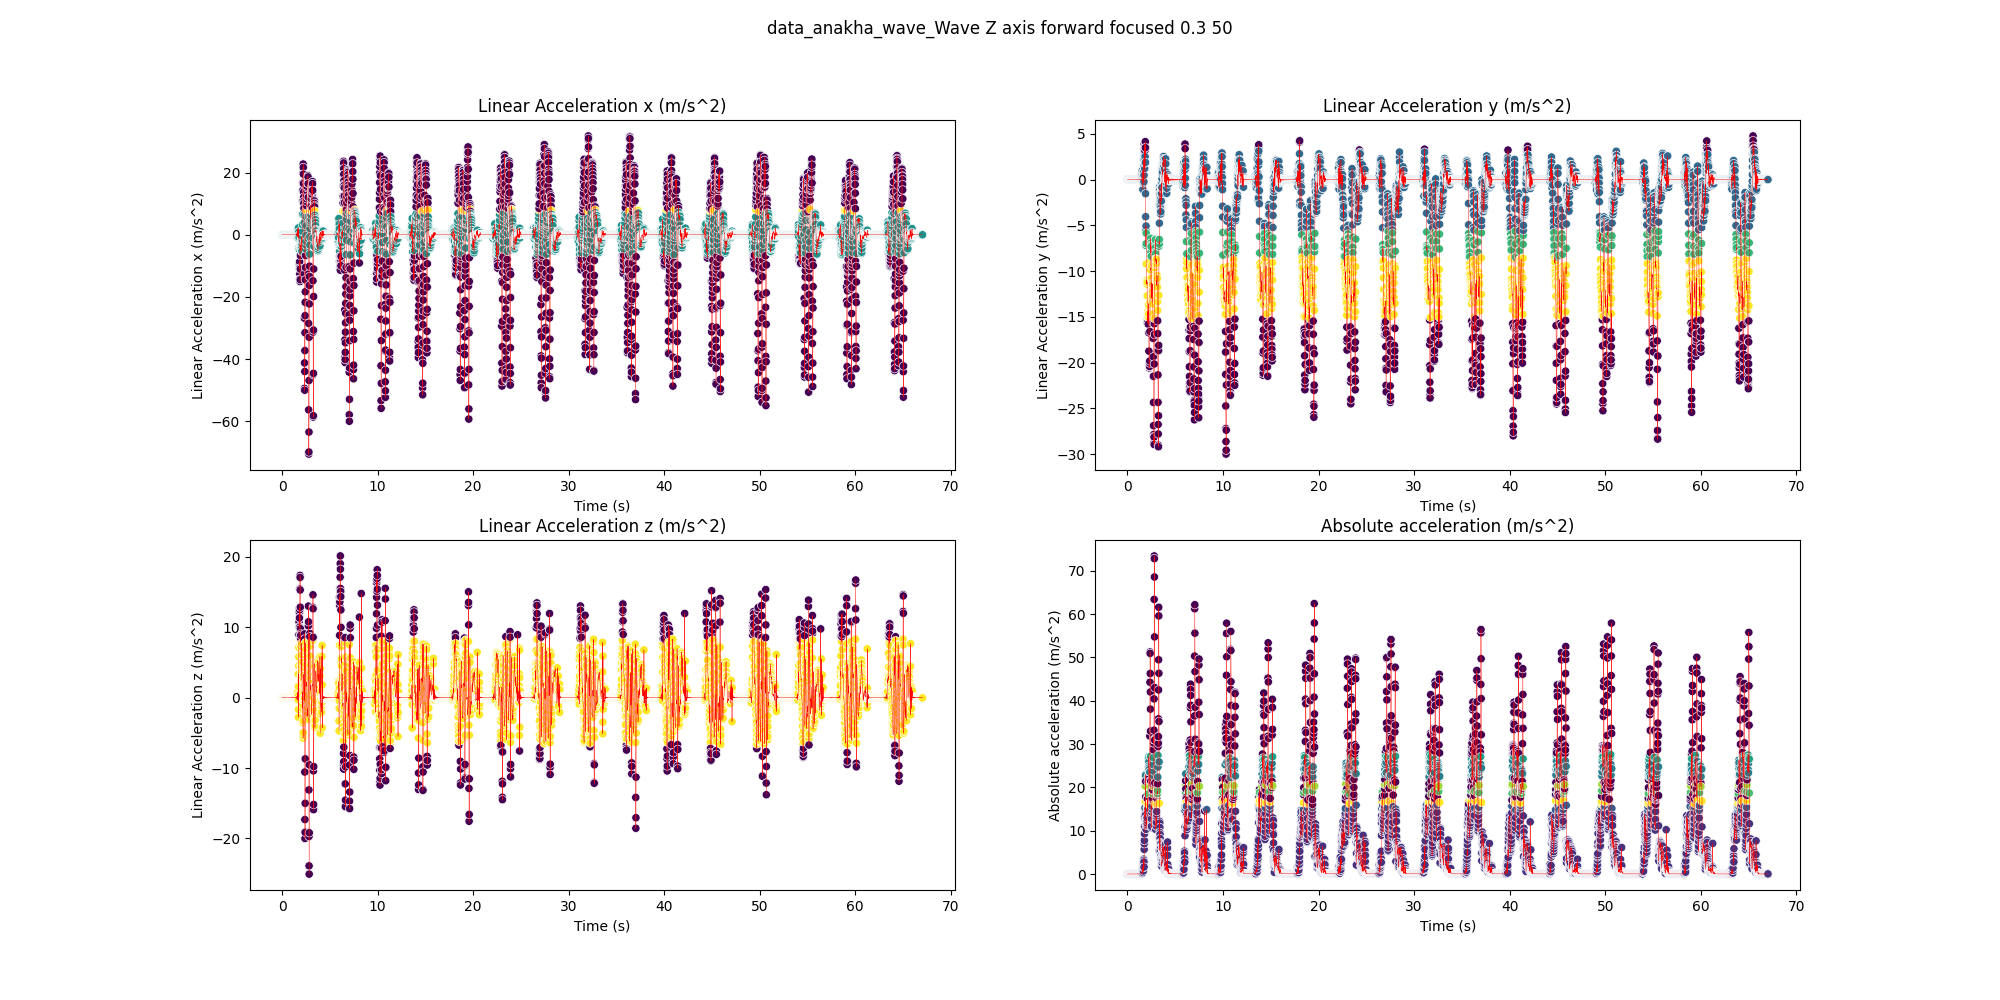 data_anakha_wave_Wave Z axis forward focused 0.3 50
Linear Acceleration x (m/s^2)
Linear Acceleration x (m/s^2)
20
0
−20
−40
−60
0 10 20 30 40 50 60 70
Time (s)
Linear Acceleration y (m/s^2)
Linear Acceleration y (m/s^2)
5
0
−5
−10
−15
−20
−25
−30
0 10 20 30 40 50 60 70
Time (s)
Linear Acceleration z (m/s^2)
Linear Acceleration z (m/s^2)
20
10
0
−10
−20
0 10 20 30 40 50 60 70
Time (s)
Absolute acceleration (m/s^2)
Absolute acceleration (m/s^2)
70
60
50
40
30
20
10
0
0 10 20 30 40 50 60 70
Time (s)